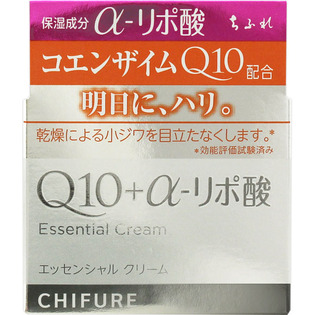 保湿成分 α-リポ酸 ちふれ
コエンザイムQ10配合
明日に、ハリ。
乾燥による小ジワを目立たなくします。*
*効能評価試験済み
Q10+α-リポ酸
Essential Cream
エッセンシャル クリーム
CHIFURE